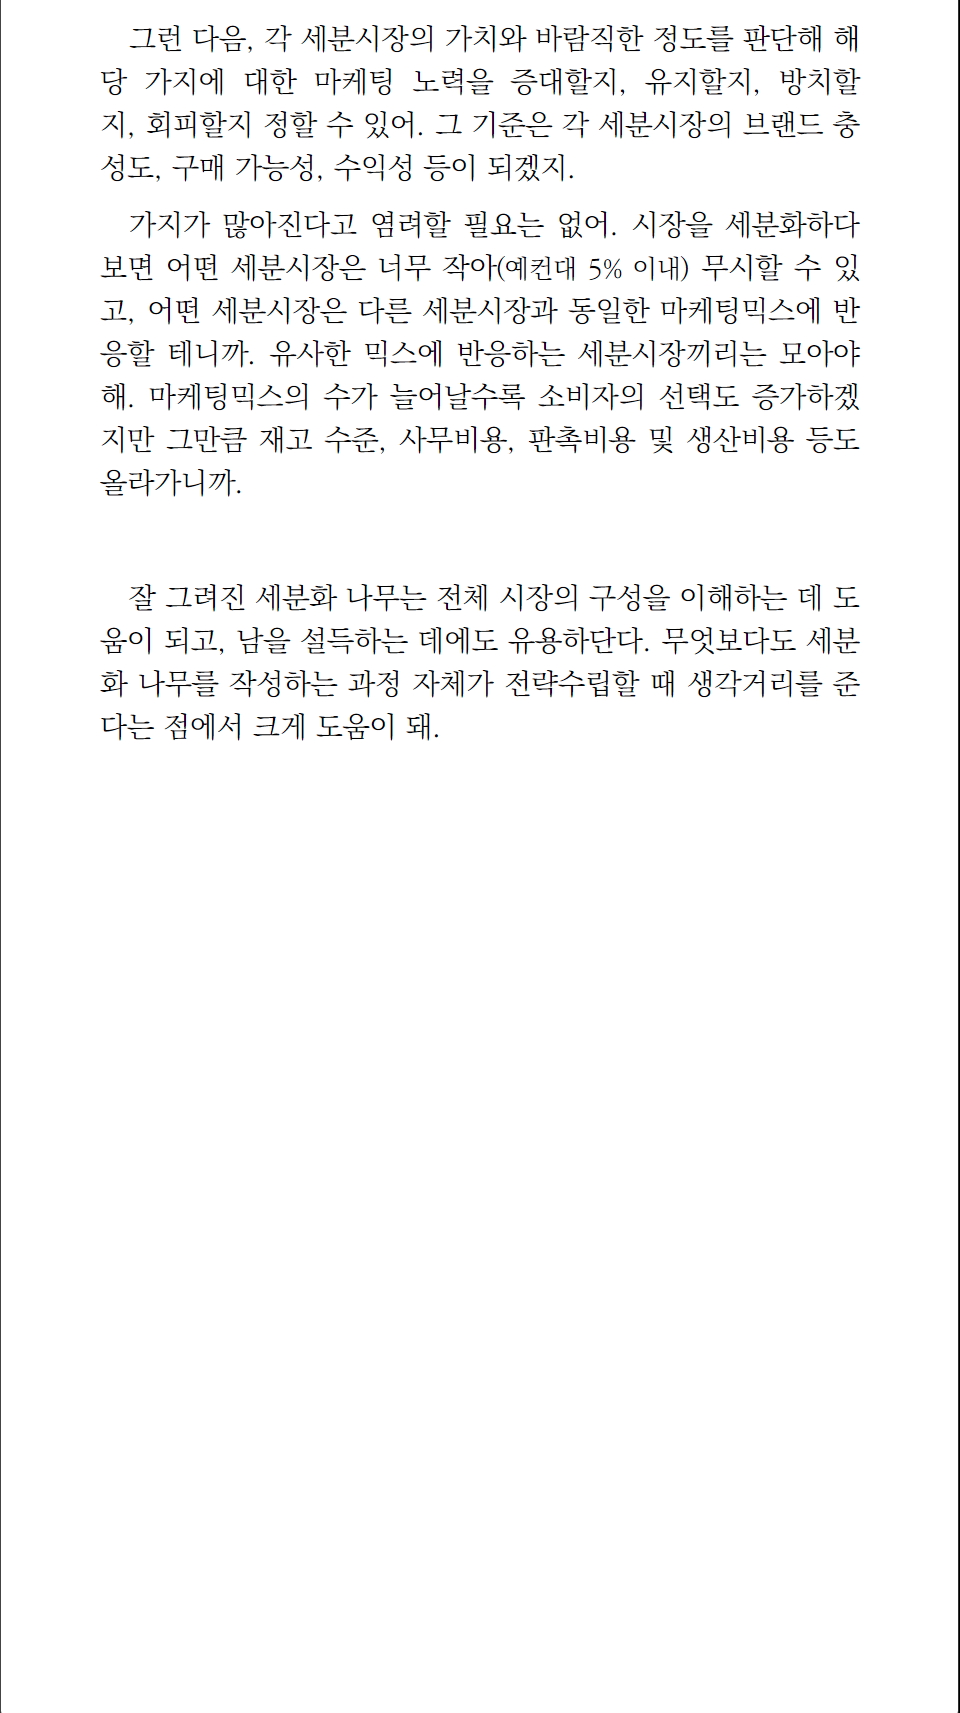 그런 다음, 각 세분시장의 가치와 바람직한 정도를 판단해 해
당 가지에 대한 마케팅 노력을 증대할지, 유지할지, 방치할
지, 회피할지 정할 수 있어. 그 기준은 각 세분시장의 브랜드 충
성도, 구매 가능성, 수익성 등이 되겠지.
가지가 많아진다고 염려할 필요는 없어. 시장을 세분화하다
보면 어떤 세분시장은 너무 작아(예컨대 5% 이내) 무시할 수 있
고, 어떤 세분시장은 다른 세분시장과 동일한 마케팅믹스에 반
응할 테니까. 유사한 믹스에 반응하는 세분시장끼리는 모아야
해. 마케팅믹스의 수가 늘어날수록 소비자의 선택도 증가하겠
지만 그만큼 재고 수준, 사무비용, 판촉비용 및 생산비용 등도
올라가니까.
잘 그려진 세분화 나무는 전체 시장의 구성을 이해하는 데 도
움이 되고, 남을 설득하는 데에도 유용하단다. 무엇보다도 세분
화 나무를 작성하는 과정 자체가 전략수립할 때 생각거리를 준
다는 점에서 크게 도움이 돼.